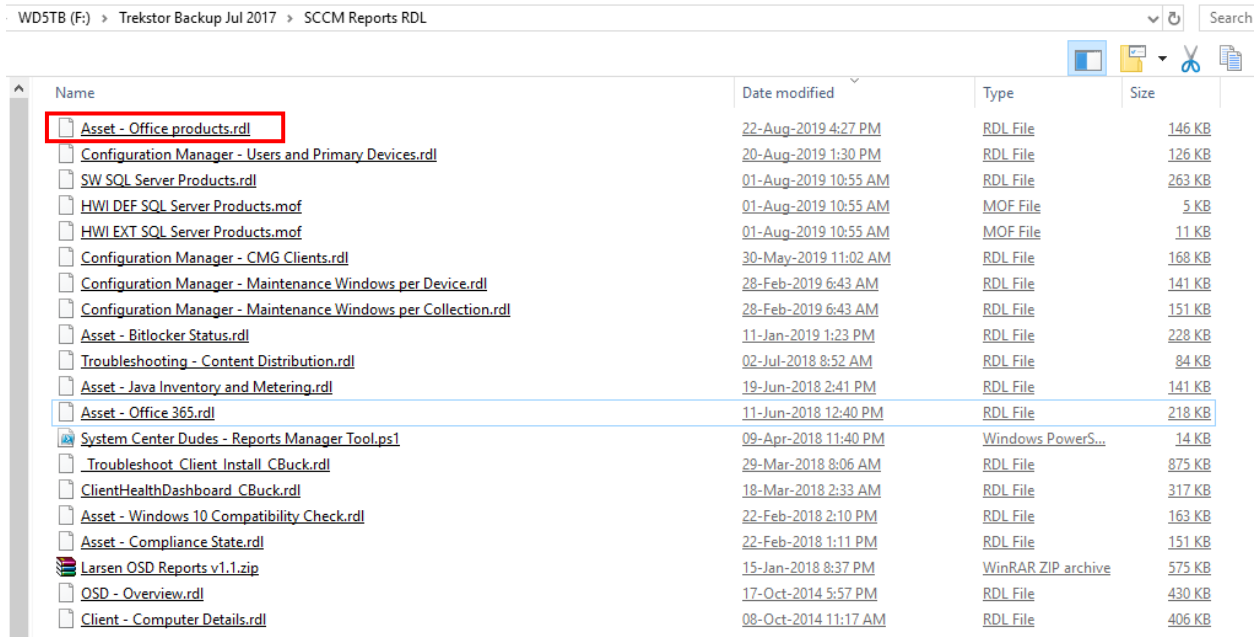 WD5TB (F:) > Trekstor Backup Jul 2017 > SCCM Reports RDL Search
Name Date modified Type Size
Asset - Office products.rdl 22-Aug-2019 4:27 PM RDL File 146 KB
Configuration Manager - Users and Primary Devices.rdl 20-Aug-2019 1:30 PM RDL File 126 KB
SW SQL Server Products.rdl 01-Aug-2019 10:55 AM RDL File 263 KB
HWI DEF SQL Server Products.mof 01-Aug-2019 10:55 AM MOF File 5 KB
HWI EXT SQL Server Products.mof 01-Aug-2019 10:55 AM MOF File 11 KB
Configuration Manager - CMG Clients.rdl 30-May-2019 11:02 AM RDL File 168 KB
Configuration Manager - Maintenance Windows per Device.rdl 28-Feb-2019 6:43 AM RDL File 141 KB
Configuration Manager - Maintenance Windows per Collection.rdl 28-Feb-2019 6:43 AM RDL File 151 KB
Asset - Bitlocker Status.rdl 11-Jan-2019 1:23 PM RDL File 228 KB
Troubleshooting - Content Distribution.rdl 02-Jul-2018 8:52 AM RDL File 84 KB
Asset - Java Inventory and Metering.rdl 19-Jun-2018 2:41 PM RDL File 141 KB
Asset - Office 365.rdl 11-Jun-2018 12:40 PM RDL File 218 KB
System Center Dudes - Reports Manager Tool.ps1 09-Apr-2018 11:40 PM Windows PowerS... 14 KB
_Troubleshoot_Client_Install_CBuck.rdl 29-Mar-2018 8:06 AM RDL File 875 KB
ClientHealthDashboard_CBuck.rdl 18-Mar-2018 2:33 AM RDL File 317 KB
Asset - Windows 10 Compatibility Check.rdl 22-Feb-2018 2:10 PM RDL File 163 KB
Asset - Compliance State.rdl 22-Feb-2018 1:11 PM RDL File 151 KB
Larsen OSD Reports v1.1.zip 15-Jan-2018 8:37 PM WinRAR ZIP archive 575 KB
OSD - Overview.rdl 17-Oct-2014 5:57 PM RDL File 430 KB
Client - Computer Details.rdl 08-Oct-2014 11:17 AM RDL File 406 KB